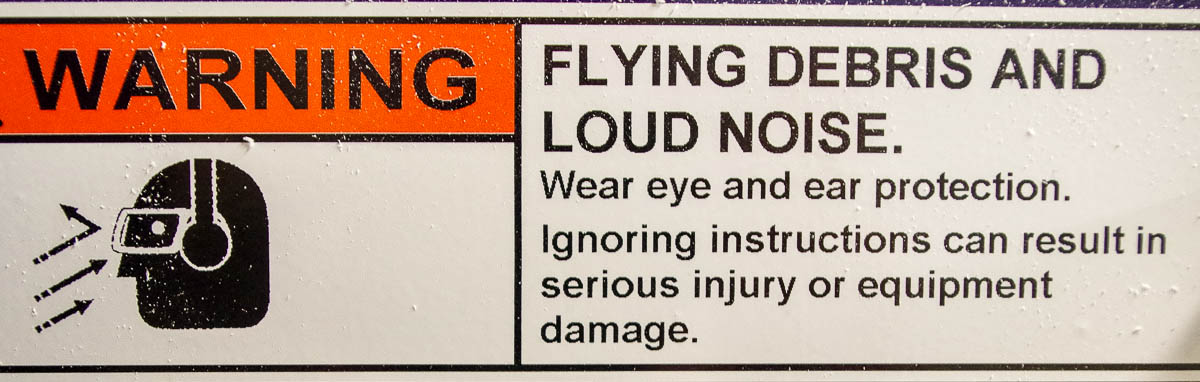 WARNING
FLYING DEBRIS AND
LOUD NOISE.
Wear eye and ear protection.
Ignoring instructions can result in
serious injury or equipment
damage.